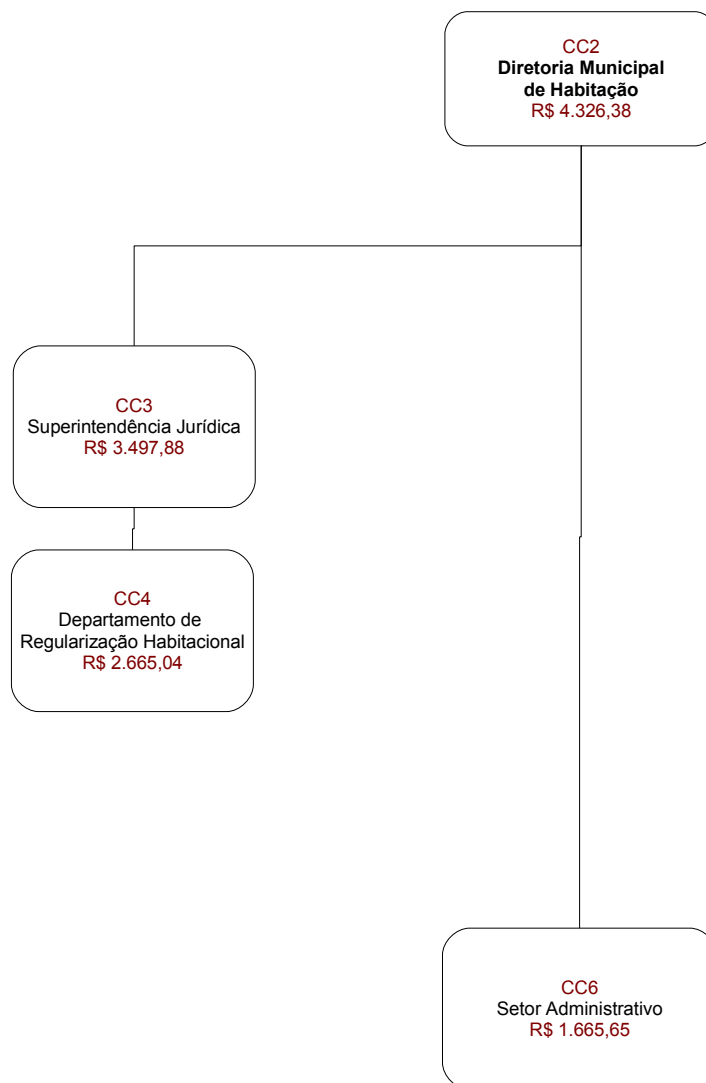 CC2
Diretoria Municipal
de Habitação
R$ 4.326,38
CC3
Superintendência Jurídica
R$ 3.497,88
CC4
Departamento de
Regularização Habitacional
R$ 2.665,04
CC6
Setor Administrativo
R$ 1.665,65